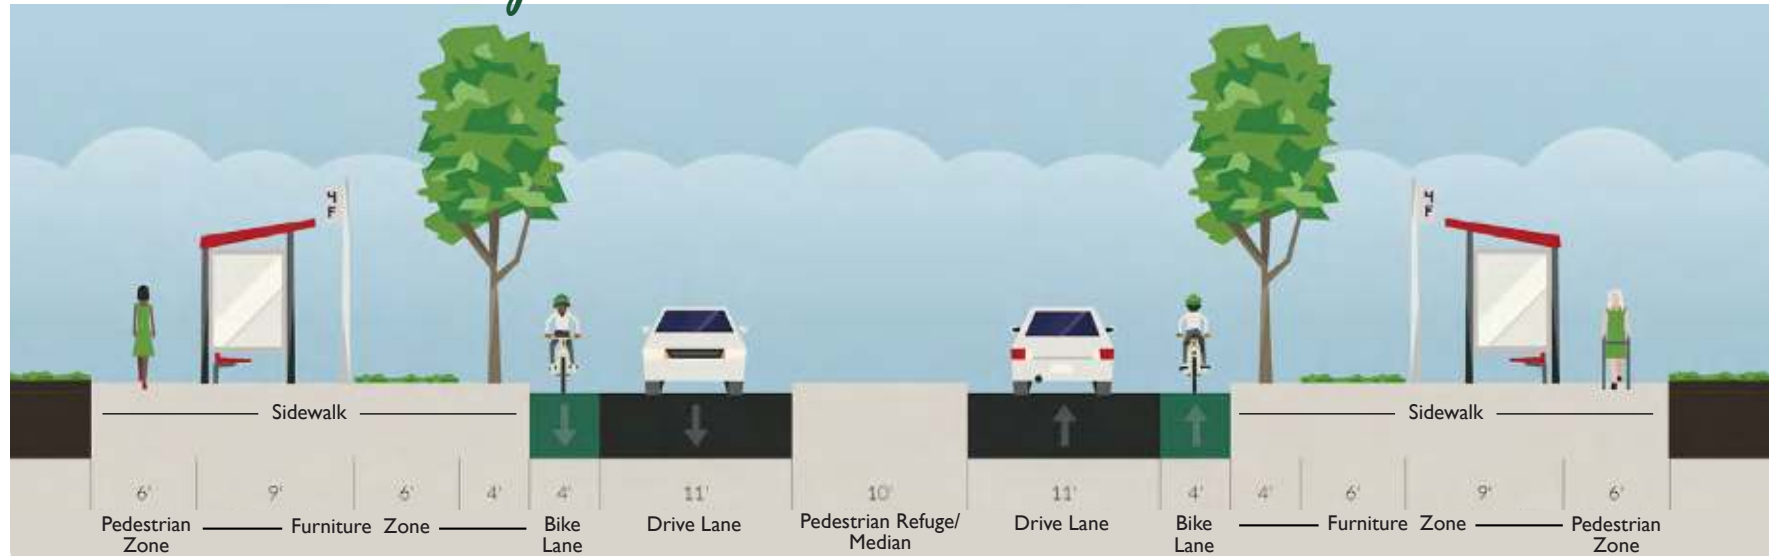 Sidewalk
Sidewalk
6' 9' 6' 4' 4' 11' 10' 11' 4' 4' 6' 9' 6'
Pedestrian Zone
Furniture Zone
Bike Lane
Drive Lane
Pedestrian Refuge/
Median
Drive Lane
Bike Lane
Furniture Zone
Pedestrian Zone